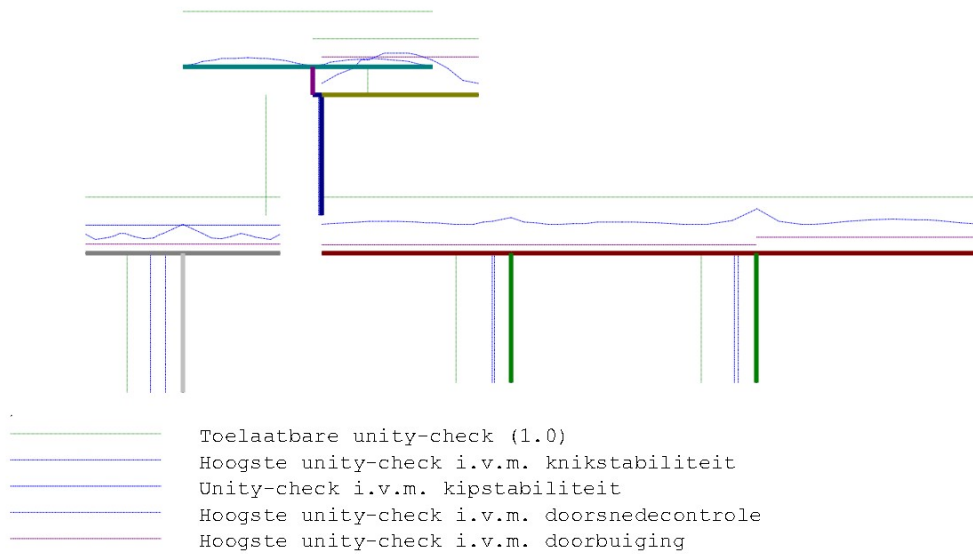 Toelaatbare unity-check (1.0)
Hoogste unity-check i.v.m. knikstabiliteit
Unity-check i.v.m. kipstabiliteit
Hoogste unity-check i.v.m. doorsnedecontrole
Hoogste unity-check i.v.m. doorbuiging